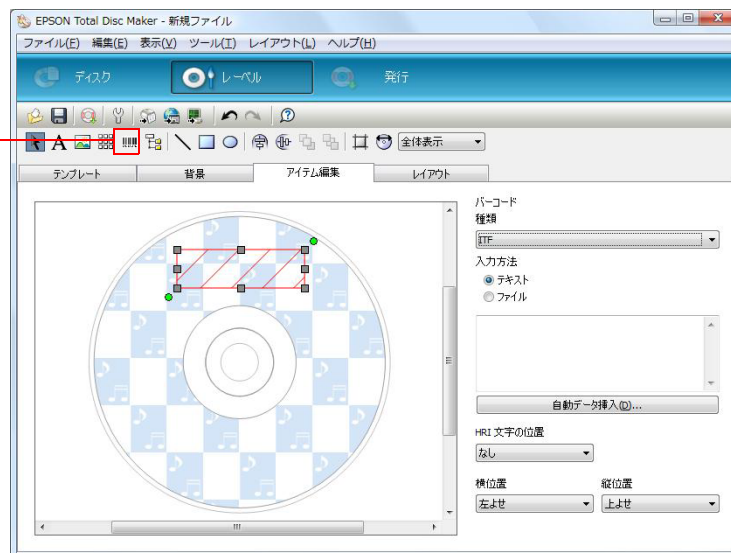 EPSON Total Disc Maker - 新規ファイル
ファイル(F) 編集(E) 表示(V) ツール(T) レイアウト(L) ヘルプ(H)
ディスク レーベル 発行
A 全体表示
テンプレート 背景 アイテム編集 レイアウト
バーコード
種類
ITF
入力方法
テキスト
ファイル
自動データ挿入(D)...
HRI 文字の位置
なし
横位置 縦位置
左よせ 上よせ